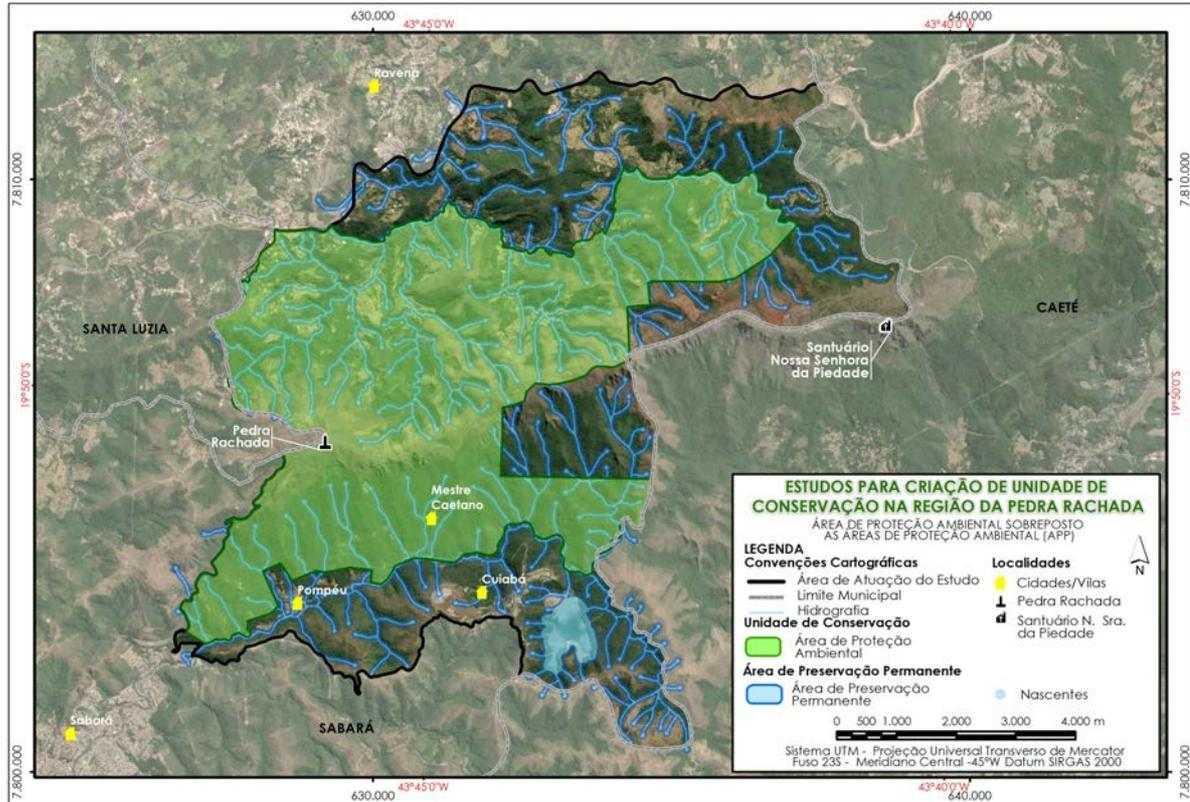 630.000
640.000
43°45'0"W
43°40'0"W
Ravena
7.810.000
7.810.000
SANTA LUZIA
CAETÉ
Santuário
Nossa Senhora
da Piedade
19°50'0"S
19°50'0"S
Pedra
Rachada
Mestre
Caetano
Cuiabá
Pompéu
SABARÁ
Sabará
ESTUDOS PARA CRIAÇÃO DE UNIDADE DE
CONSERVAÇÃO NA REGIÃO DA PEDRA RACHADA
ÁREA DE PROTEÇÃO AMBIENTAL SOBREPOSTO
AS ÁREAS DE PROTEÇÃO AMBIENTAL (APP)
LEGENDA
Convenções Cartográficas
Área de Atuação do Estudo
Limite Municipal
Hidrografia
Unidade de Conservação
Área de Proteção
Ambiental
Área de Preservação Permanente
Área de Preservação
Permanente
Localidades
Cidades/Vilas
Pedra Rachada
Santuário N. Sra.
da Piedade
N
Nascentes
0 500 1.000 2.000 3.000 4.000 m
Sistema UTM - Projeção Universal Transverso de Mercator
Fuso 23S - Meridiano Central -45°W Datum SIRGAS 2000
7.800.000
7.800.000
630.000
640.000
43°45'0"W
43°40'0"W